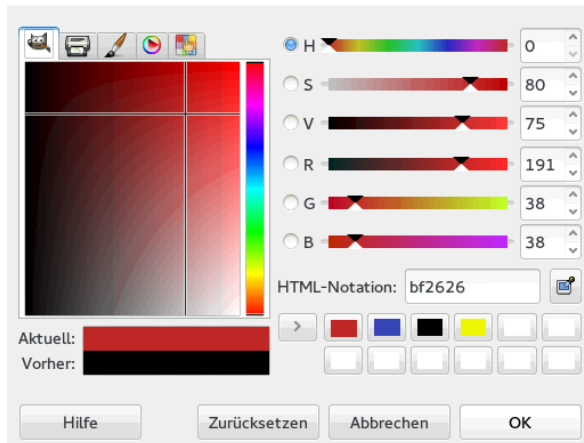 H 0
S 80
V 75
R 191
G 38
B 38
HTML-Notation: bf2626
Aktuell:
Vorher:
Hilfe Zurücksetzen Abbrechen OK